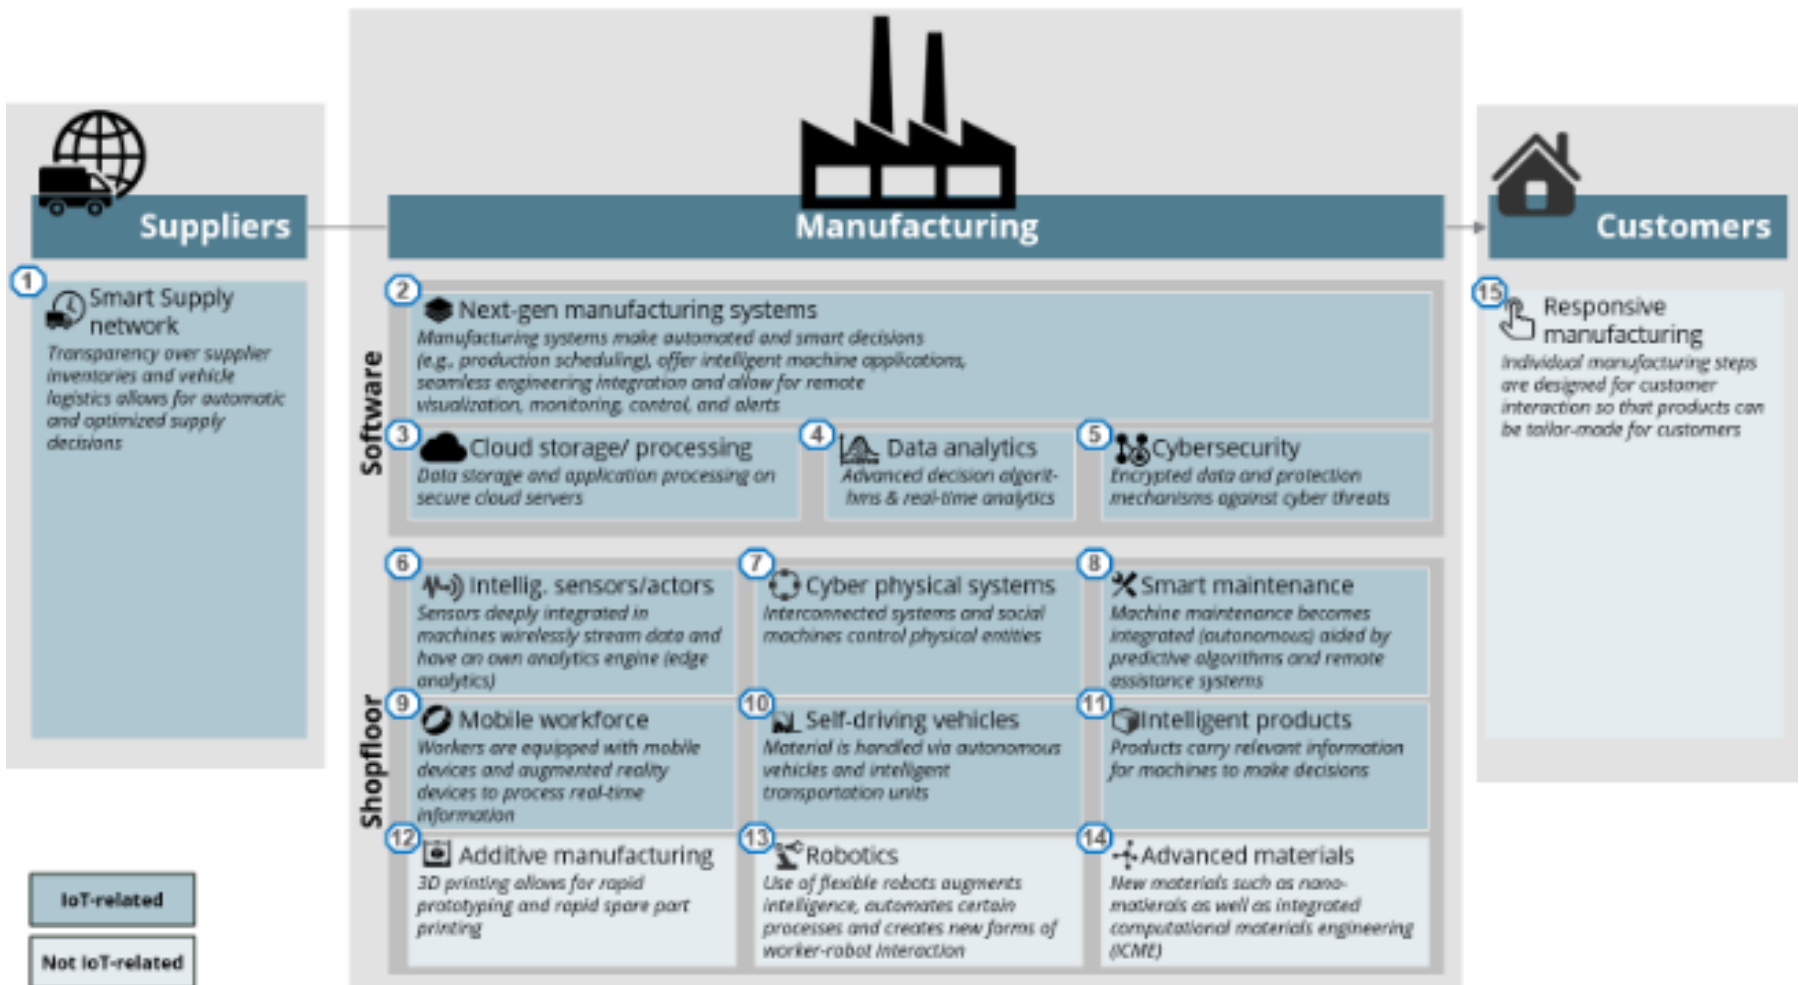 Suppliers
Manufacturing
Customers
1
Smart Supply
network
Transparency over supplier
inventories and vehicle
logistics allows for automatic
and optimized supply
decisions
Software
2
Next-gen manufacturing systems
Manufacturing systems make automated and smart decisions
(e.g., production scheduling), offer intelligent machine applications,
seamless engineering integration and allow for remote
visualization, monitoring, control, and alerts
3
Cloud storage/ processing
Data storage and application processing on
secure cloud servers
4
Data analytics
Advanced decision algorit-
hms & real-time analytics
5
Cybersecurity
Encrypted data and protection
mechanisms against cyber threats
Shopfloor
6
Intellig. sensors/actors
Sensors deeply integrated in
machines wirelessly stream data and
have an own analytics engine (edge
analytics)
7
Cyber physical systems
Interconnected systems and social
machines control physical entities
8
Smart maintenance
Machine maintenance becomes
integrated (autonomous) aided by
predictive algorithms and remote
assistance systems
9
Mobile workforce
Workers are equipped with mobile
devices and augmented reality
devices to process real-time
information
10
Self-driving vehicles
Material is handled via autonomous
vehicles and intelligent
transportation units
11
Intelligent products
Products carry relevant information
for machines to make decisions
12
Additive manufacturing
3D printing allows for rapid
prototyping and rapid spare part
printing
13
Robotics
Use of flexible robots augments
intelligence, automates certain
processes and creates new forms of
worker-robot interaction
14
Advanced materials
New materials such as nano-
matierals as well as integrated
computational materials engineering
(ICME)
15
Responsive
manufacturing
Individual manufacturing steps
are designed for customer
interaction so that products can
be tailor-made for customers
IoT-related
Not IoT-related